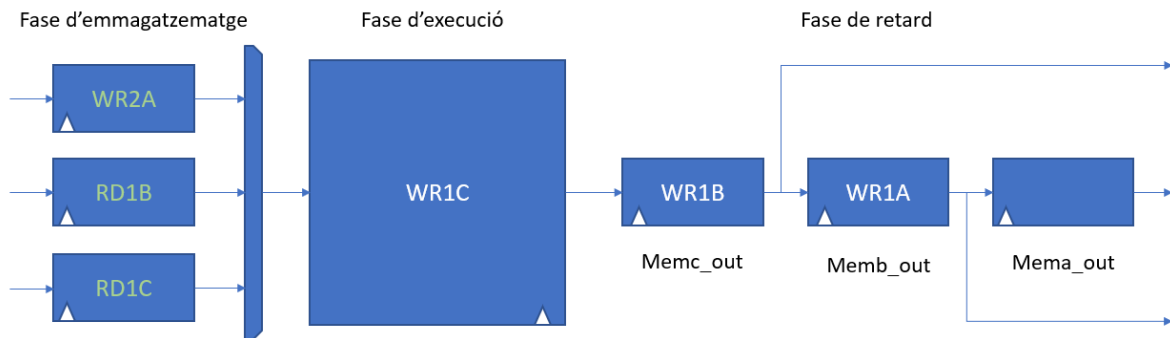 Fase d’emmagatzematge
Fase d’execució
Fase de retard
WR2A
RD1B
RD1C
WR1C
WR1B
WR1A
Memc_out
Memb_out
Mema_out